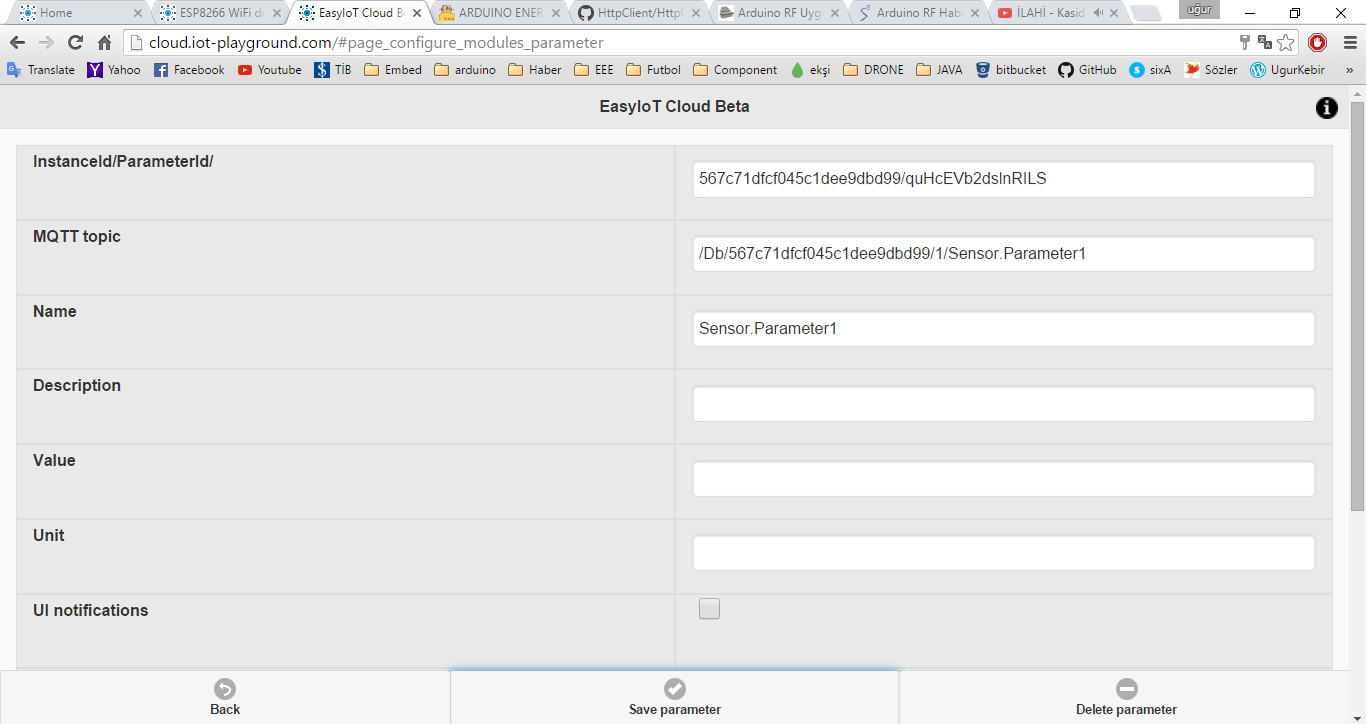 Home
ESP8266 WiFi de
EasyIoT Cloud B
ARDUINO ENER
HttpClient/HttpC
Arduino RF Uyg
Arduino RF Hab
İLAHİ - Kasid
uğur
cloud.iot-playground.com/#page_configure_modules_parameter
Translate
Yahoo
Facebook
Youtube
TİB
Embed
arduino
Haber
EEE
Futbol
Component
ekşi
DRONE
JAVA
bitbucket
GitHub
sixA
Sözler
UgurKebir
»
EasyIoT Cloud Beta
InstanceId/ParameterId/
567c71dfcf045c1dee9dbd99/quHcEVb2dslnRILS
MQTT topic
/Db/567c71dfcf045c1dee9dbd99/1/Sensor.Parameter1
Name
Sensor.Parameter1
Description
Value
Unit
UI notifications
Back
Save parameter
Delete parameter